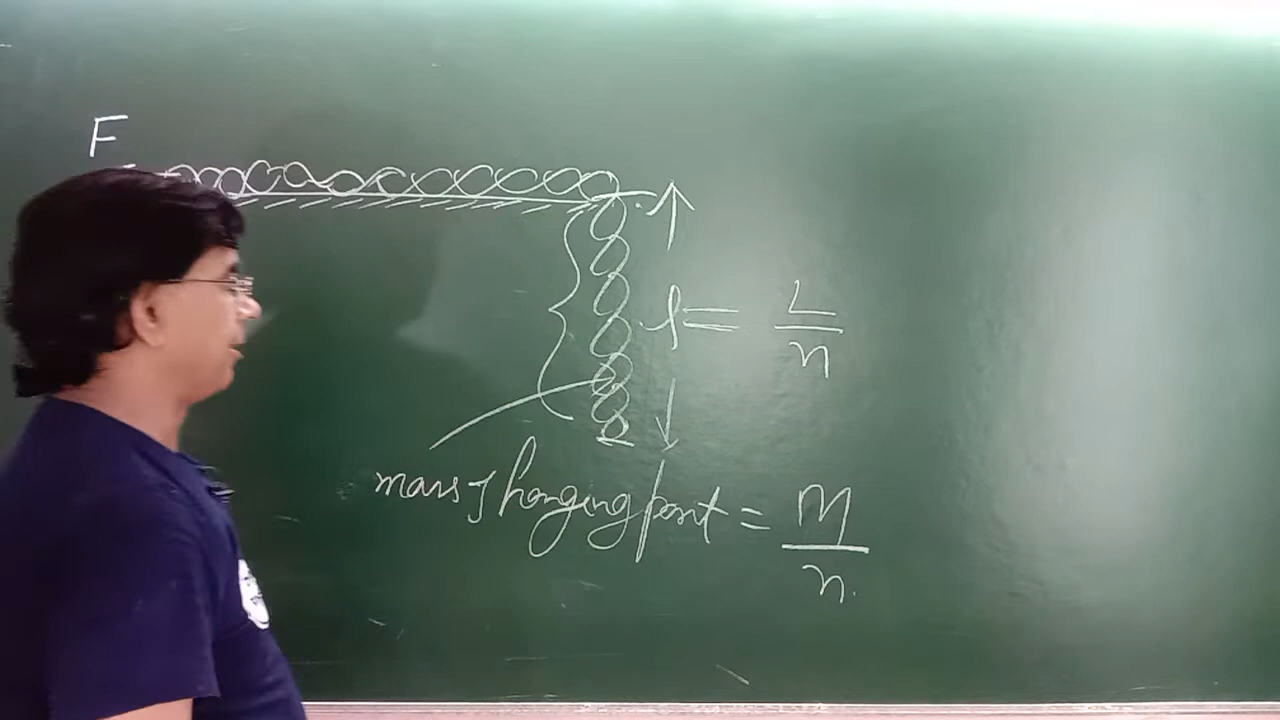 F
l = L/n
mass of hanging part = M/n.